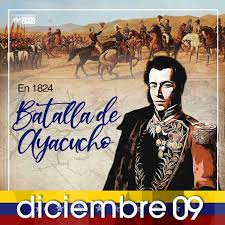 En 1824
Batalla de
Ayacucho
diciembre 09